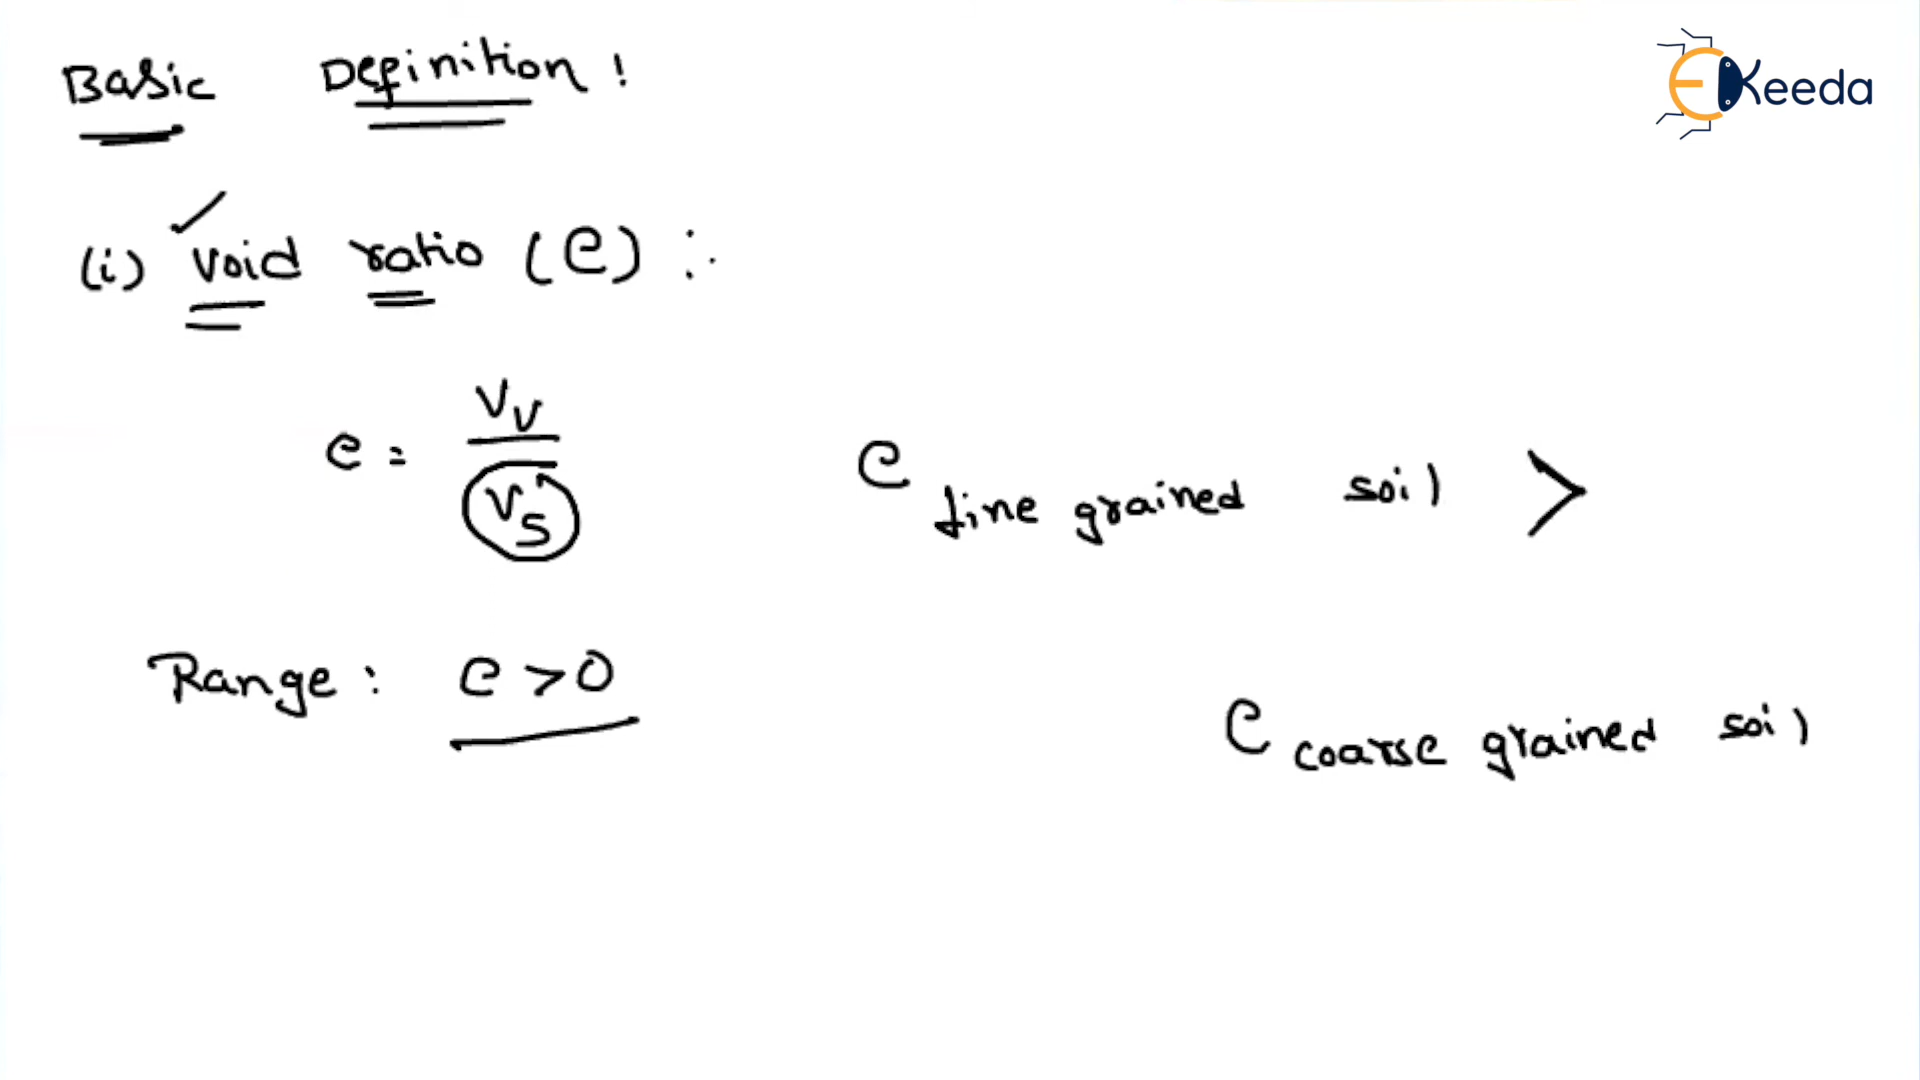 Basic Definition :
EKeeda
(i) void ratio (e) :
e = Vv / Vs
e fine grained soil >
Range : e > 0
e coarse grained soil